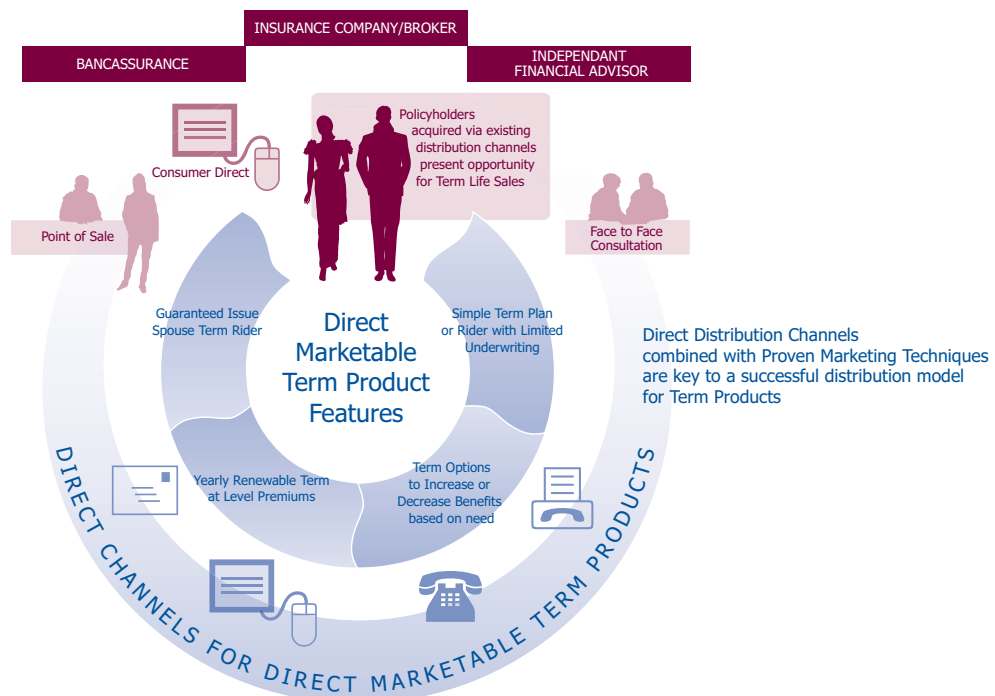 INSURANCE COMPANY/BROKER
BANCASSURANCE
INDEPENDANT
FINANCIAL ADVISOR
Policyholders
acquired via existing
distribution channels
present opportunity
for Term Life Sales
Consumer Direct
Point of Sale
Face to Face
Consultation
Guaranteed Issue
Spouse Term Rider
Direct
Marketable
Term Product
Features
Simple Term Plan
or Rider with Limited
Underwriting
Direct Distribution Channels
combined with Proven Marketing Techniques
are key to a successful distribution model
for Term Products
Yearly Renewable Term
at Level Premiums
Term Options
to Increase or
Decrease Benefits
based on need
DIRECT CHANNELS FOR DIRECT MARKETABLE TERM PRODUCTS